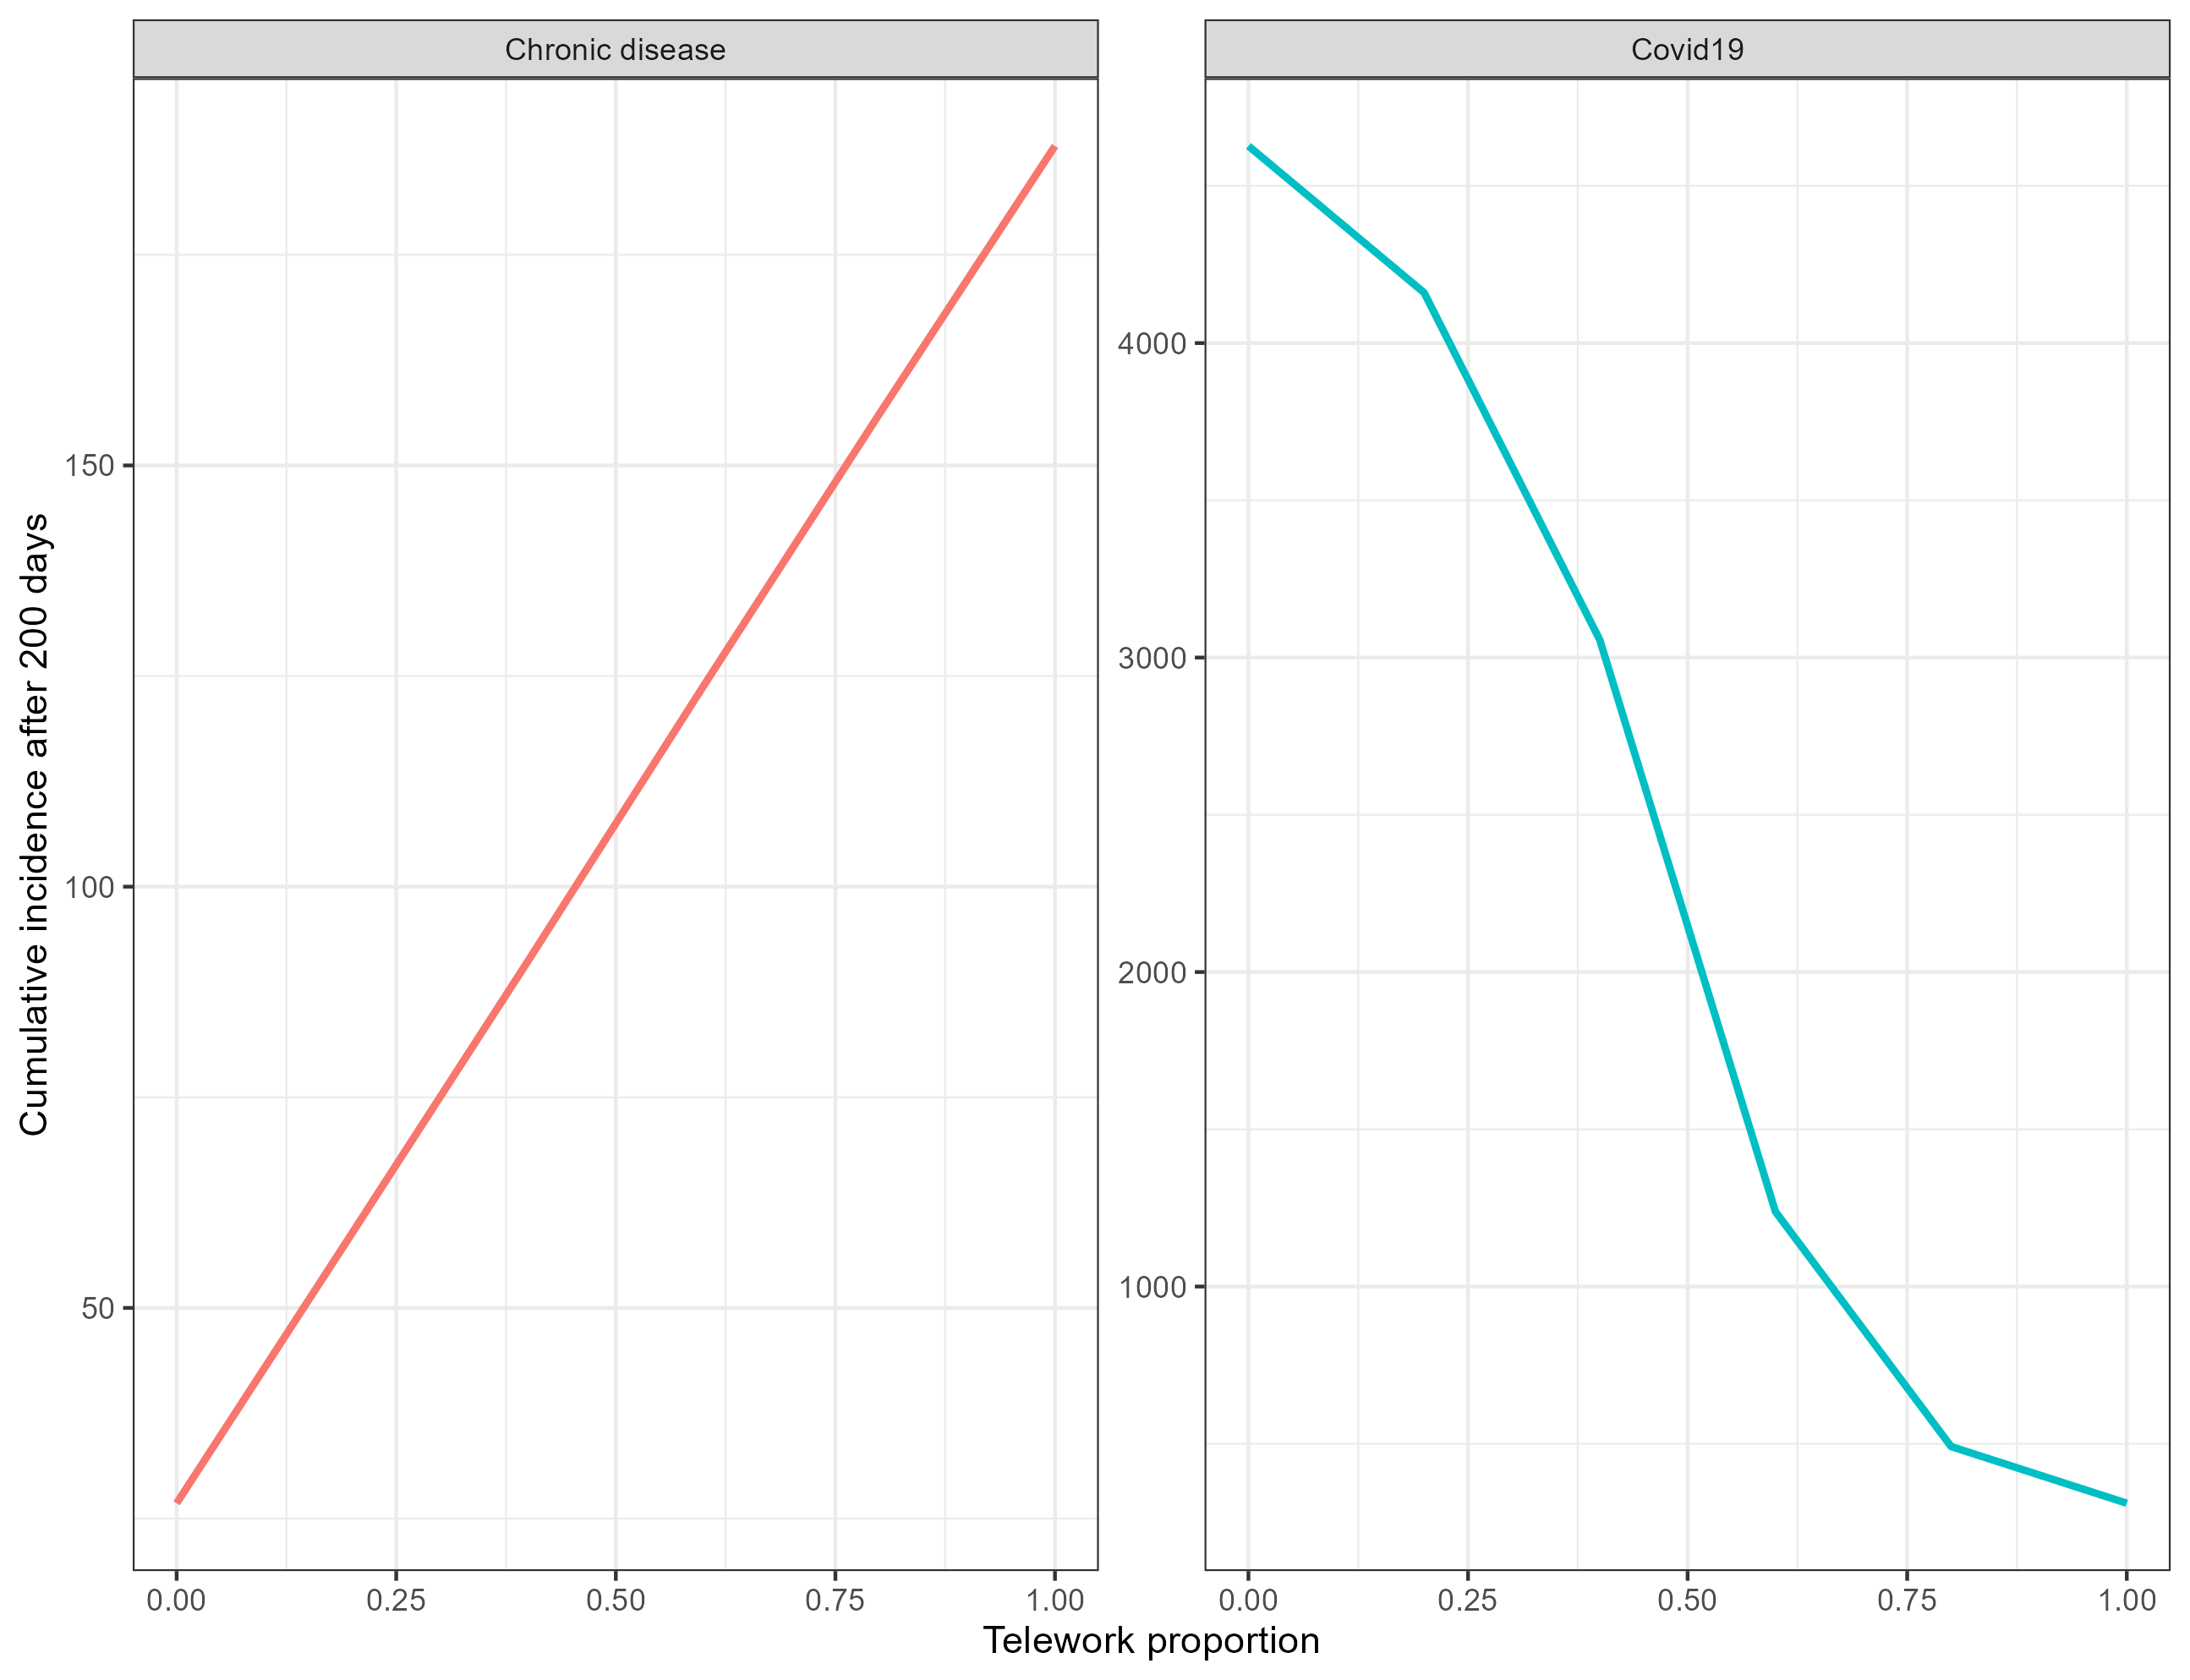 Chronic disease
Covid19
Cumulative incidence after 200 days
150
100
50
4000
3000
2000
1000
0.00 0.25 0.50 0.75 1.00
0.00 0.25 0.50 0.75 1.00
Telework proportion